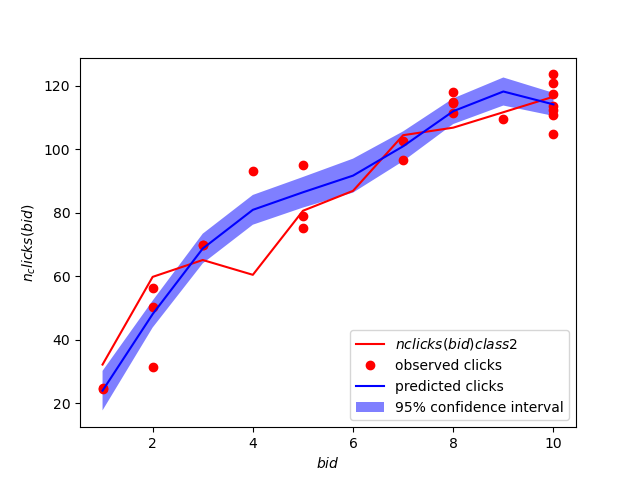 120
100
80
60
40
20
n_clicks(bid)
nclicks(bid)class2
observed clicks
predicted clicks
95% confidence interval
2 4 6 8 10
bid